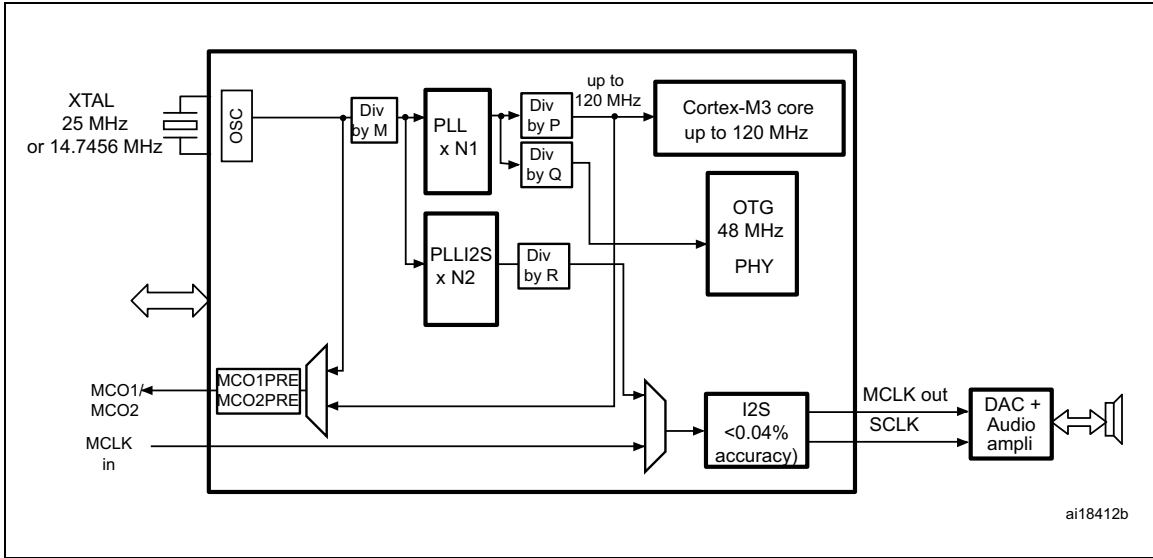 XTAL
25 MHz
or 14.7456 MHz
OSC
Div
by M
PLL
x N1
Div
by P
up to
120 MHz
Cortex-M3 core
up to 120 MHz
Div
by Q
OTG
48 MHz
PHY
PLLI2S
x N2
Div
by R
MCO1/
MCO2
MCO1PRE
MCO2PRE
MCLK
in
I2S
<0.04%
accuracy)
MCLK out
SCLK
DAC +
Audio
ampli
ai18412b